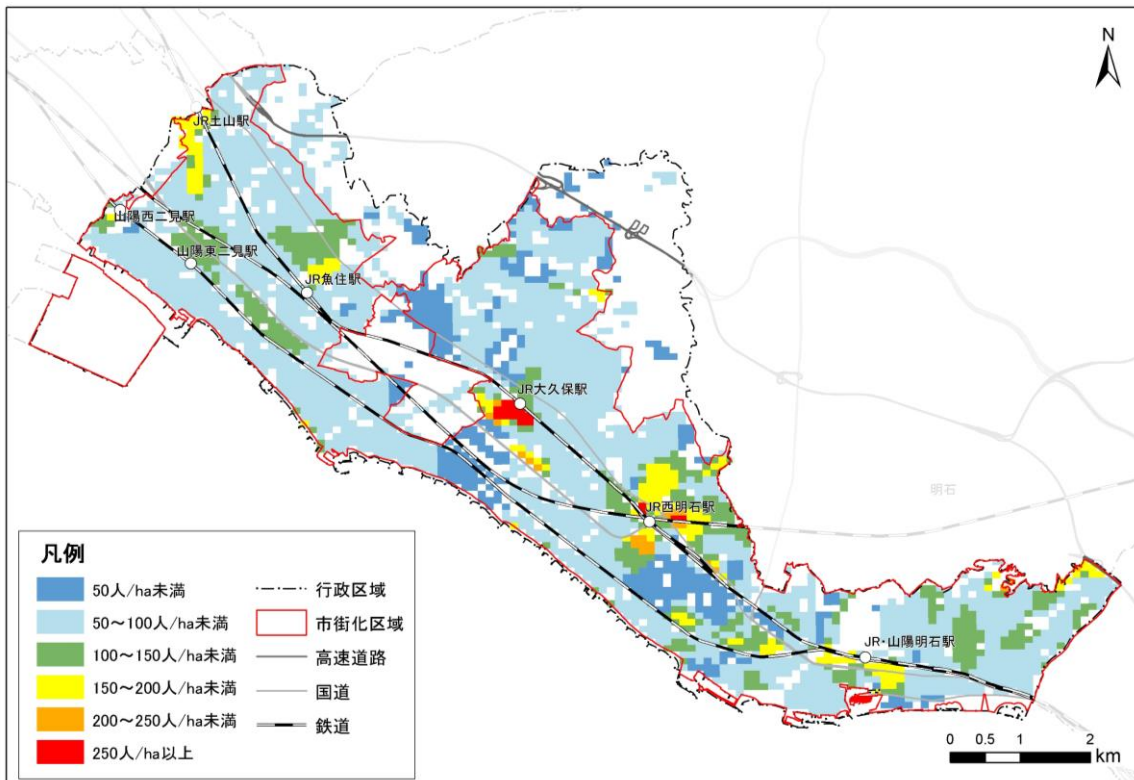 N
JR土山駅
山陽西二見駅
山陽東二見駅
JR魚住駅
JR大久保駅
明石
JR西明石駅
JR・山陽明石駅
凡例
50人/ha未満
50～100人/ha未満
100～150人/ha未満
150～200人/ha未満
200～250人/ha未満
250人/ha以上
行政区域
市街化区域
高速道路
国道
鉄道
0 0.5 1 2
km